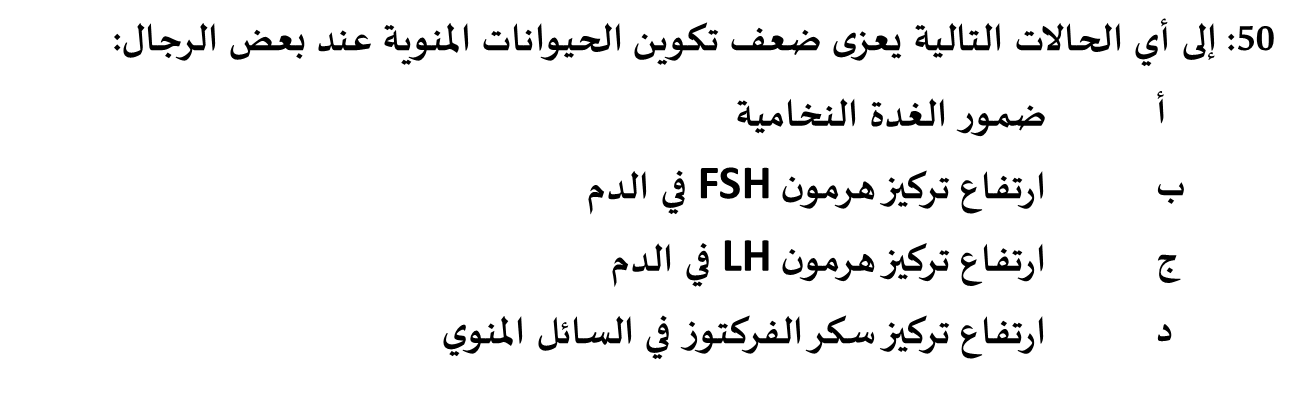 50: إلى أي الحالات التالية يعزى ضعف تكوين الحيوانات المنوية عند بعض الرجال:
أ ضمور الغدة النخامية
ب ارتفاع تركيز هرمون FSH في الدم
ج ارتفاع تركيز هرمون LH في الدم
د ارتفاع تركيز سكر الفركتوز في السائل المنوي